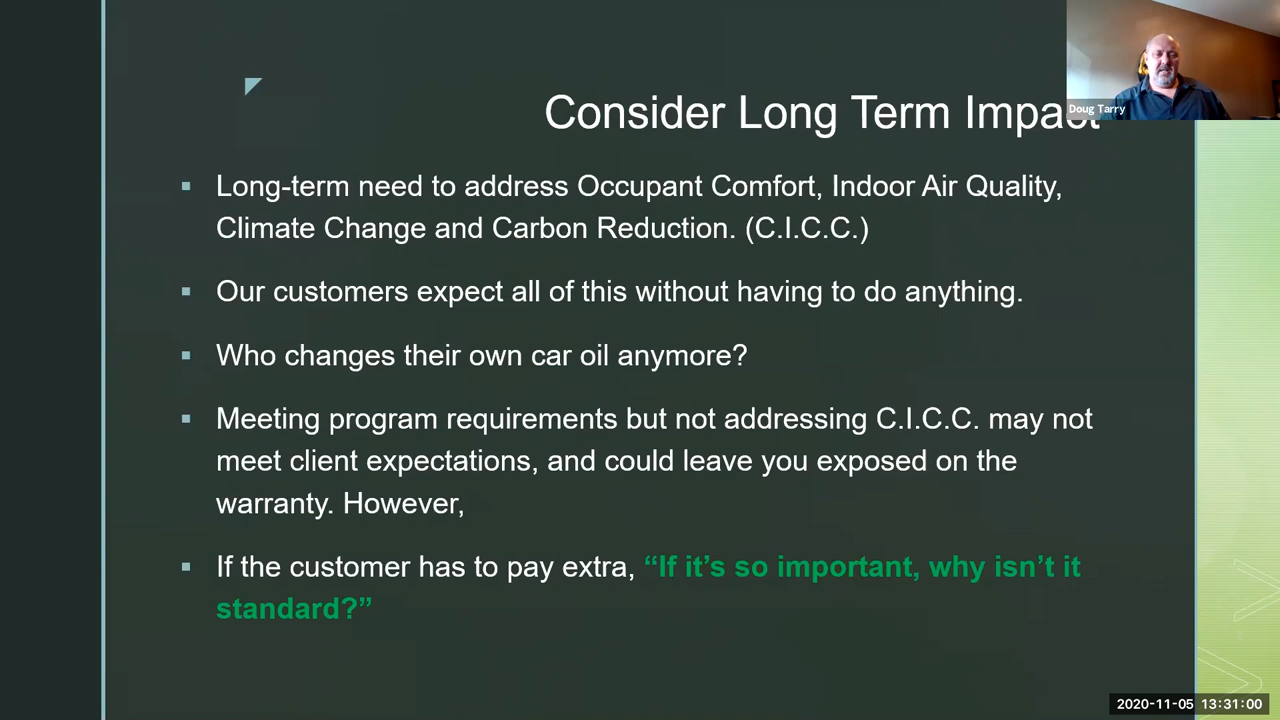 Doug Tarry
Consider Long Term Impact
▪ Long-term need to address Occupant Comfort, Indoor Air Quality,
Climate Change and Carbon Reduction. (C.I.C.C.)
▪ Our customers expect all of this without having to do anything.
▪ Who changes their own car oil anymore?
▪ Meeting program requirements but not addressing C.I.C.C. may not
meet client expectations, and could leave you exposed on the
warranty. However,
▪ If the customer has to pay extra, “If it’s so important, why isn’t it
standard?”
2020-11-05 13:31:00